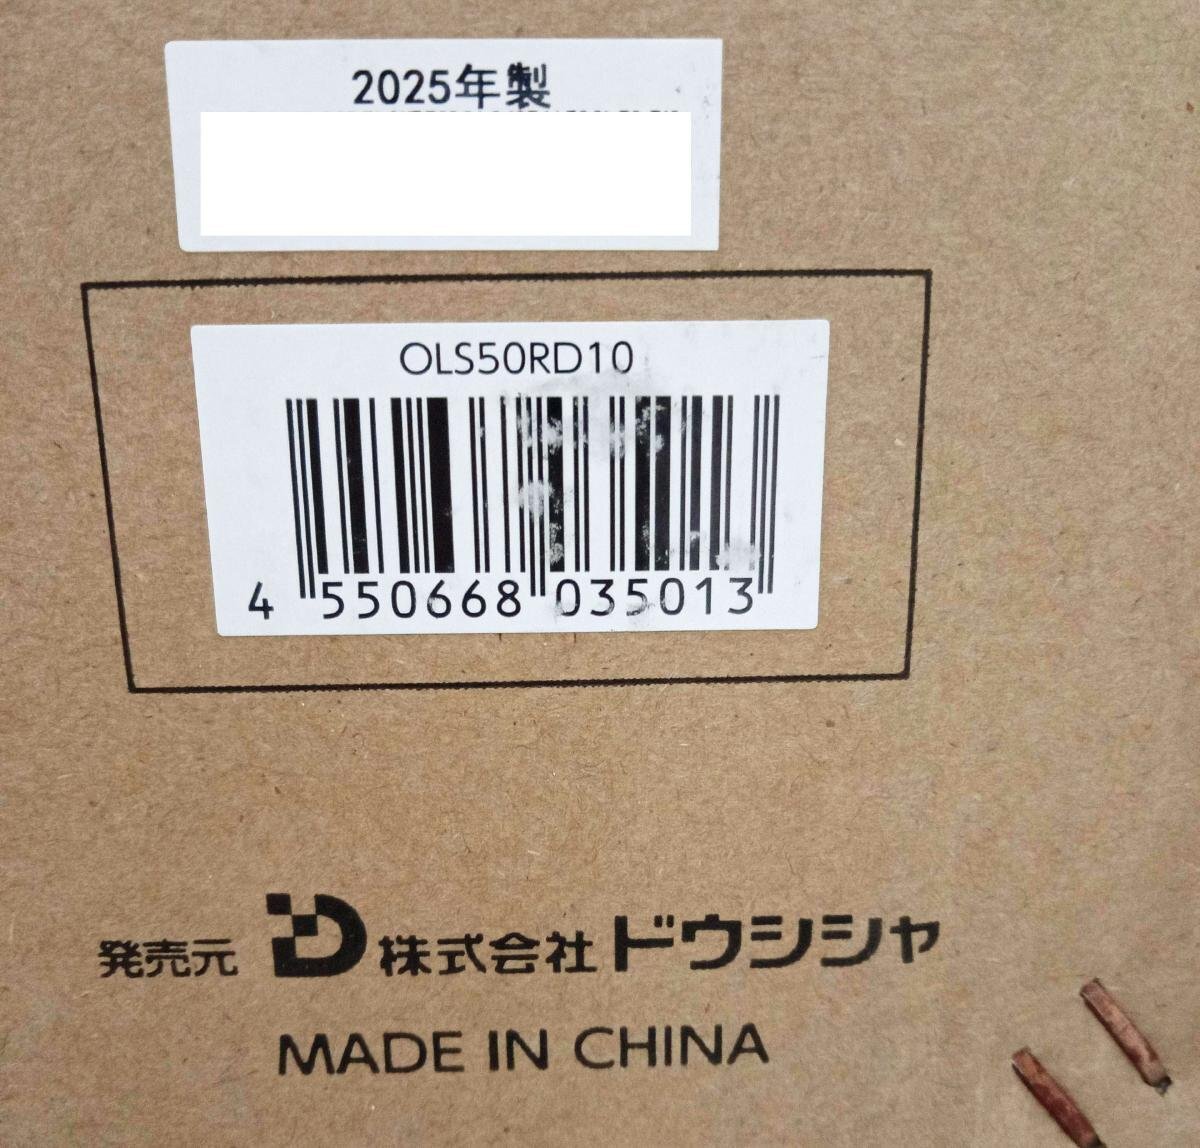 2025年製
OLS50RD10
4 550668 035013
発売元 株式会社 ドウシシャ
MADE IN CHINA